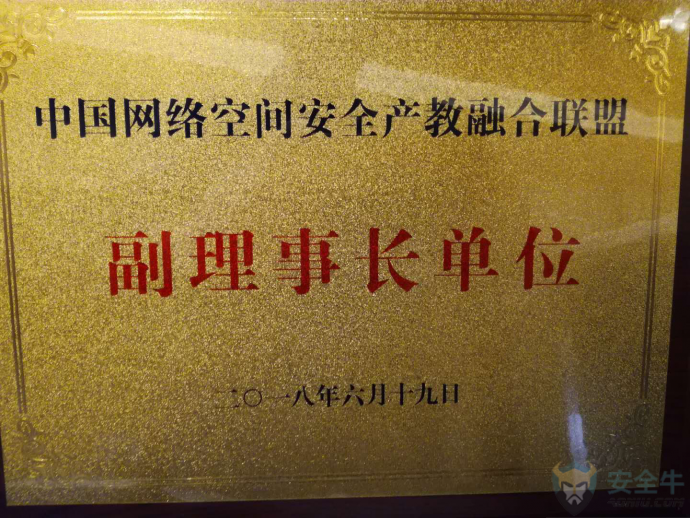 中国网络空间安全产教融合联盟
副理事长单位
二〇一八年六月十九日
安全牛